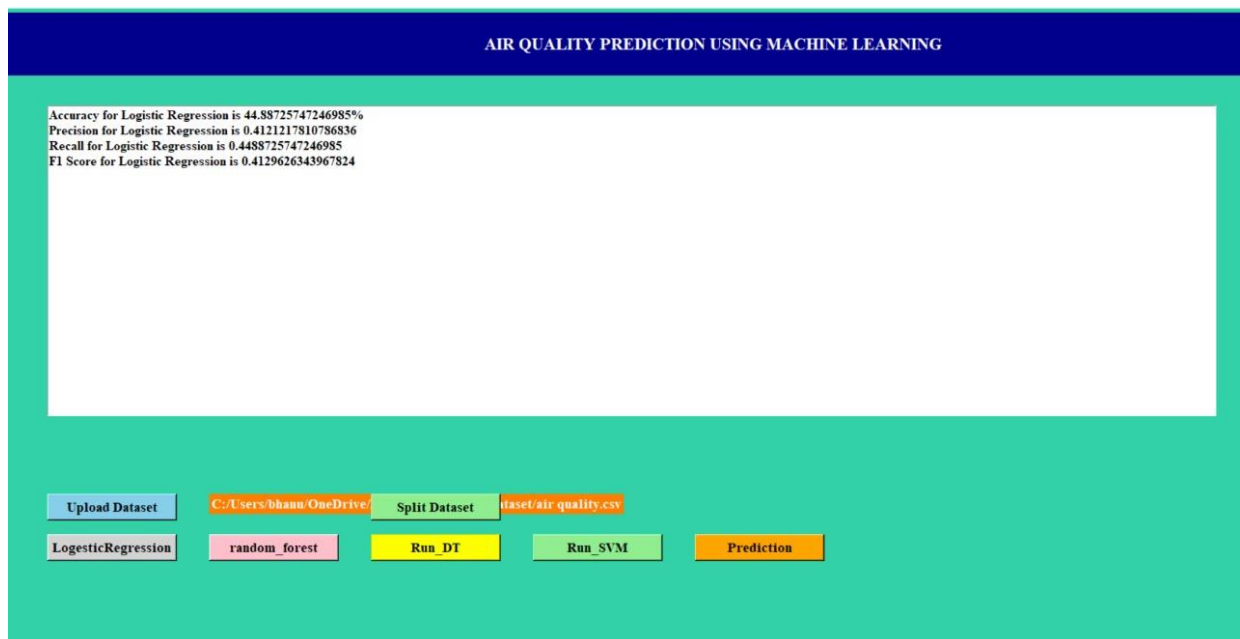 AIR QUALITY PREDICTION USING MACHINE LEARNING
Accuracy for Logistic Regression is 44.88725747246985%
Precision for Logistic Regression is 0.4121217810786836
Recall for Logistic Regression is 0.4488725747246985
F1 Score for Logistic Regression is 0.4129626343967824
Upload Dataset C:/Users/bhanu/OneDrive/ Split Dataset taset/air quality.csv
LogesticRegression random_forest Run_DT Run_SVM Prediction